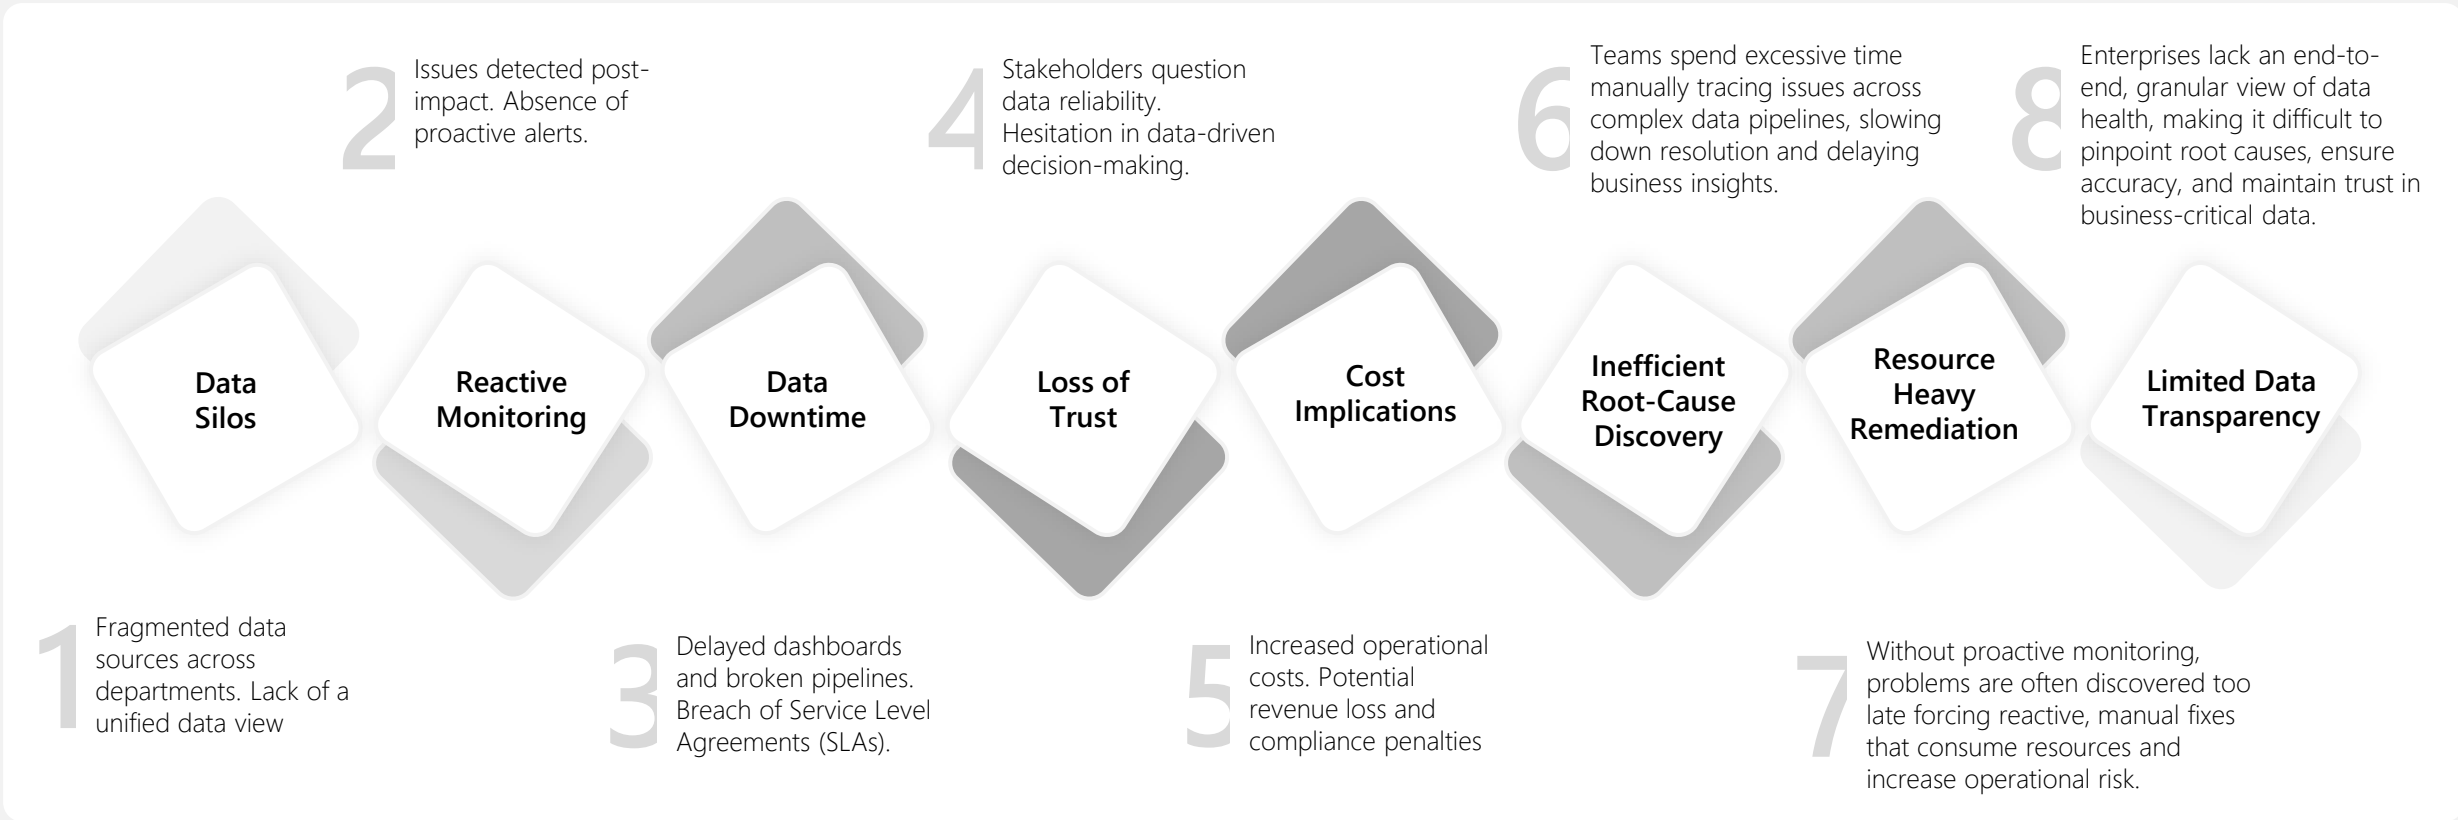 1
Data
Silos
Fragmented data
sources across
departments. Lack of a
unified data view
2
Issues detected post-
impact. Absence of
proactive alerts.
Reactive
Monitoring
3
Data
Downtime
Delayed dashboards
and broken pipelines.
Breach of Service Level
Agreements (SLAs).
4
Stakeholders question
data reliability.
Hesitation in data-driven
decision-making.
Loss of
Trust
5
Cost
Implications
Increased operational
costs. Potential
revenue loss and
compliance penalties
6
Teams spend excessive time
manually tracing issues across
complex data pipelines, slowing
down resolution and delaying
business insights.
Inefficient
Root-Cause
Discovery
7
Resource
Heavy
Remediation
Without proactive monitoring,
problems are often discovered too
late forcing reactive, manual fixes
that consume resources and
increase operational risk.
8
Enterprises lack an end-to-
end, granular view of data
health, making it difficult to
pinpoint root causes, ensure
accuracy, and maintain trust in
business-critical data.
Limited Data
Transparency